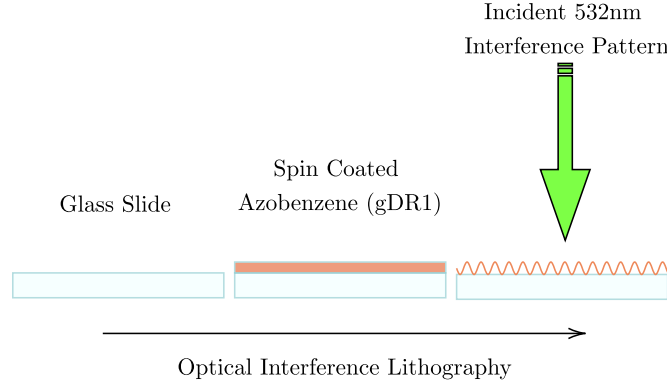 Incident 532nm
Interference Pattern
Spin Coated
Azobenzene (gDR1)
Glass Slide
Optical Interference Lithography